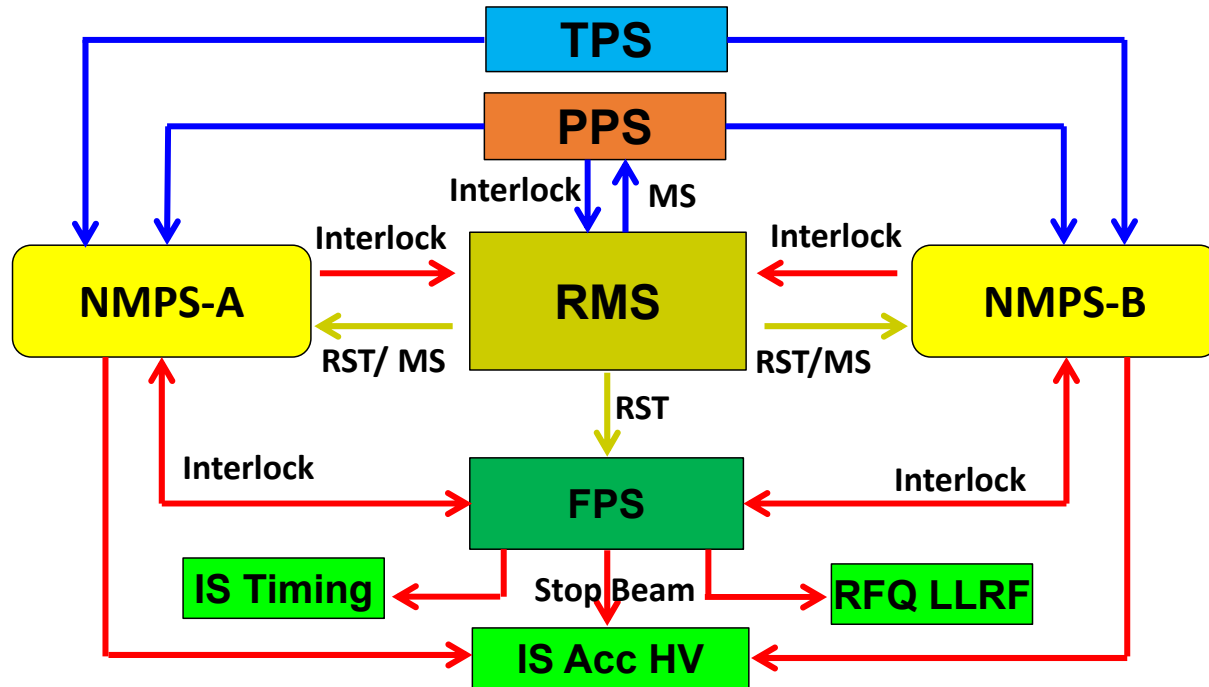 TPS
PPS
Interlock
MS
Interlock
Interlock
NMPS-A
RMS
NMPS-B
RST/ MS
RST/MS
RST
Interlock
Interlock
FPS
IS Timing
Stop Beam
RFQ LLRF
IS Acc HV